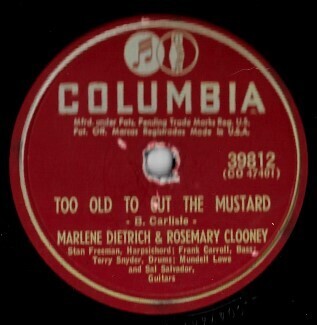 COLUMBIA
Mfrd. under Pats. Pending Trade Marks Reg. U.S.
Pat. Off. Marcas Registradas Made in U.S.A.
39812
(CO 47401)
TOO OLD TO CUT THE MUSTARD
- B. Carlisle -
MARLENE DIETRICH & ROSEMARY CLOONEY
Stan Freeman, Harpsichord; Frank Carroll, Bass;
Terry Snyder, Drums; Mundell Lowe
and Sal Salvador,
Guitars